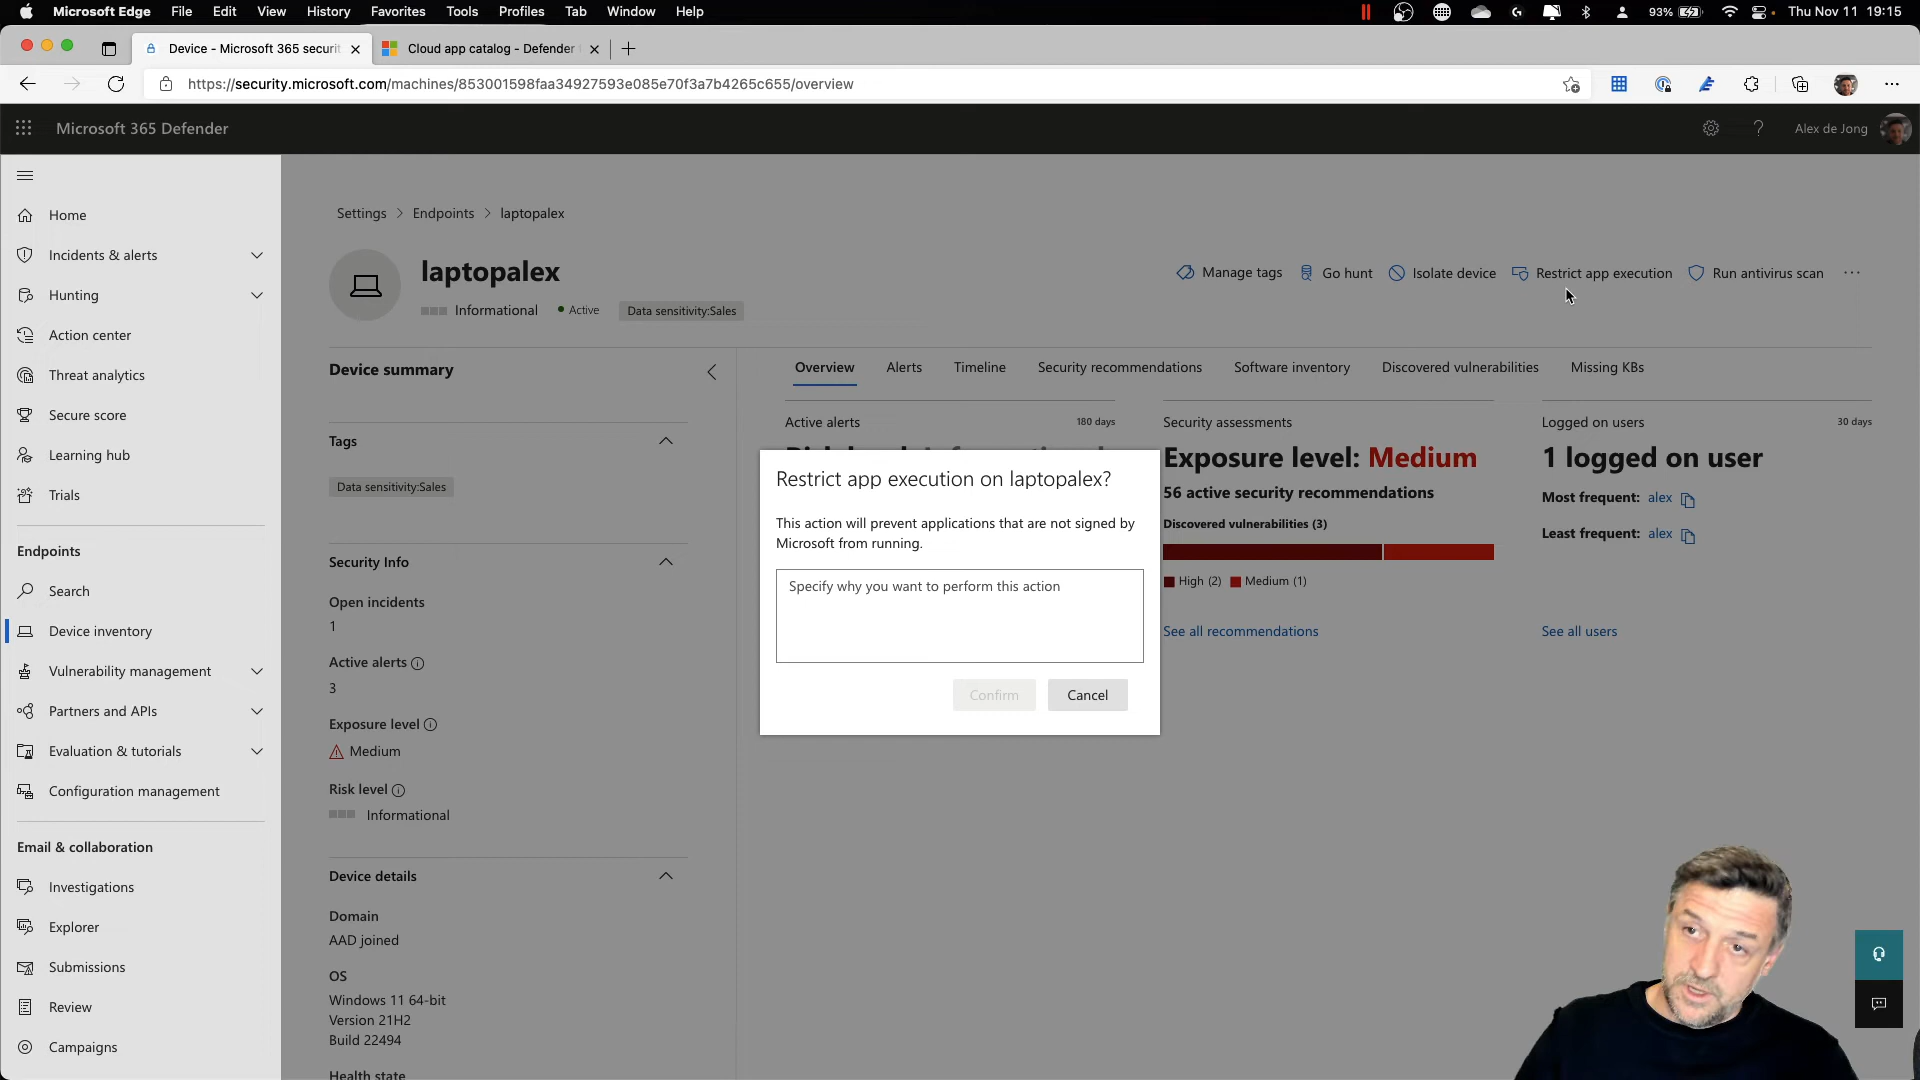 Microsoft Edge File Edit View History Favorites Tools Profiles Tab Window Help 93% Thu Nov 11 19:15
Device - Microsoft 365 securit
Cloud app catalog - Defender
https://security.microsoft.com/machines/853001598faa34927593e085e70f3a7b4265c655/overview
Microsoft 365 Defender
Alex de Jong
Home
Incidents & alerts
Hunting
Action center
Threat analytics
Secure score
Learning hub
Trials
Endpoints
Search
Device inventory
Vulnerability management
Partners and APIs
Evaluation & tutorials
Configuration management
Email & collaboration
Investigations
Explorer
Submissions
Review
Campaigns
Settings > Endpoints > laptopalex
laptopalex
Informational
Active
Data sensitivity:Sales
Manage tags
Go hunt
Isolate device
Restrict app execution
Run antivirus scan
Device summary
Tags
Data sensitivity:Sales
Security Info
Open incidents
1
Active alerts
3
Exposure level
Medium
Risk level
Informational
Device details
Domain
AAD joined
OS
Windows 11 64-bit
Version 21H2
Build 22494
Health state
Overview
Alerts
Timeline
Security recommendations
Software inventory
Discovered vulnerabilities
Missing KBs
Active alerts
180 days
Security assessments
Exposure level: Medium
56 active security recommendations
Discovered vulnerabilities (3)
High (2)
Medium (1)
See all recommendations
Logged on users
30 days
1 logged on user
Most frequent: alex
Least frequent: alex
See all users
Restrict app execution on laptopalex?
This action will prevent applications that are not signed by
Microsoft from running.
Specify why you want to perform this action
Confirm
Cancel